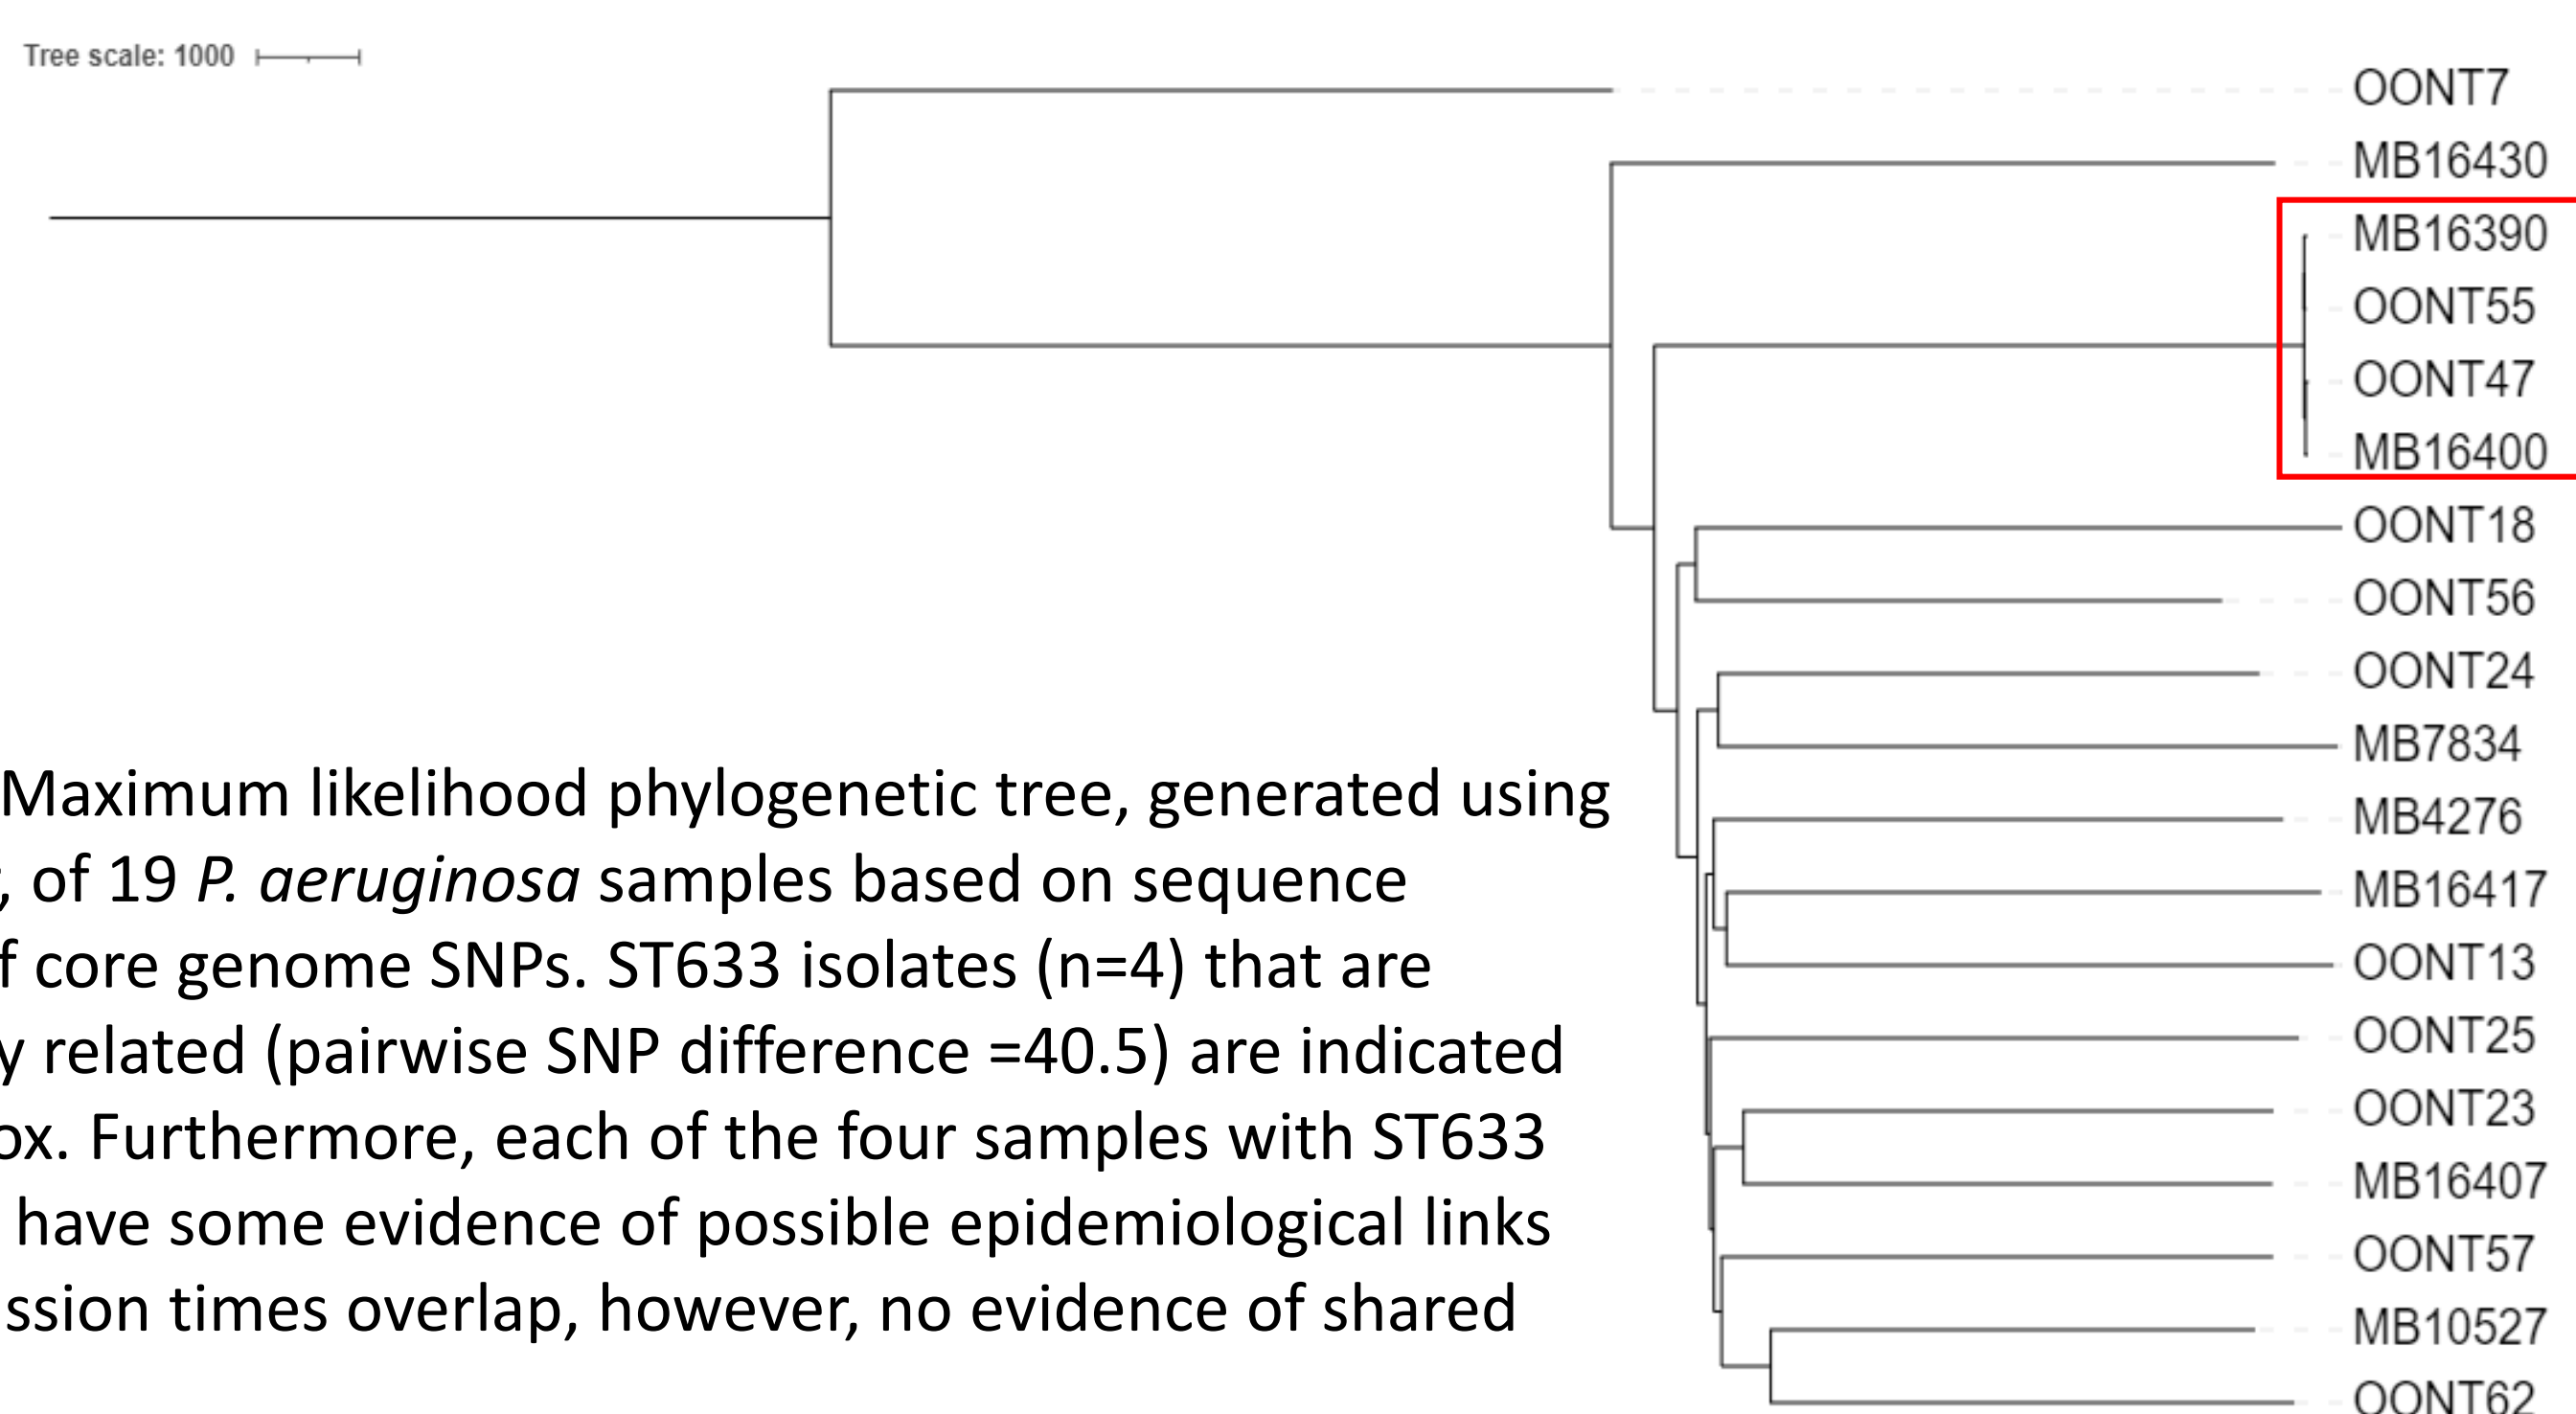 Tree scale: 1000
OONT7
MB16430
MB16390
OONT55
OONT47
MB16400
OONT18
OONT56
OONT24
MB7834
MB4276
MB16417
OONT13
OONT25
OONT23
MB16407
OONT57
MB10527
OONT62
Maximum likelihood phylogenetic tree, generated using
, of 19 P. aeruginosa samples based on sequence
core genome SNPs. ST633 isolates (n=4) that are
related (pairwise SNP difference =40.5) are indicated
Furthermore, each of the four samples with ST633
have some evidence of possible epidemiological links
times overlap, however, no evidence of shared